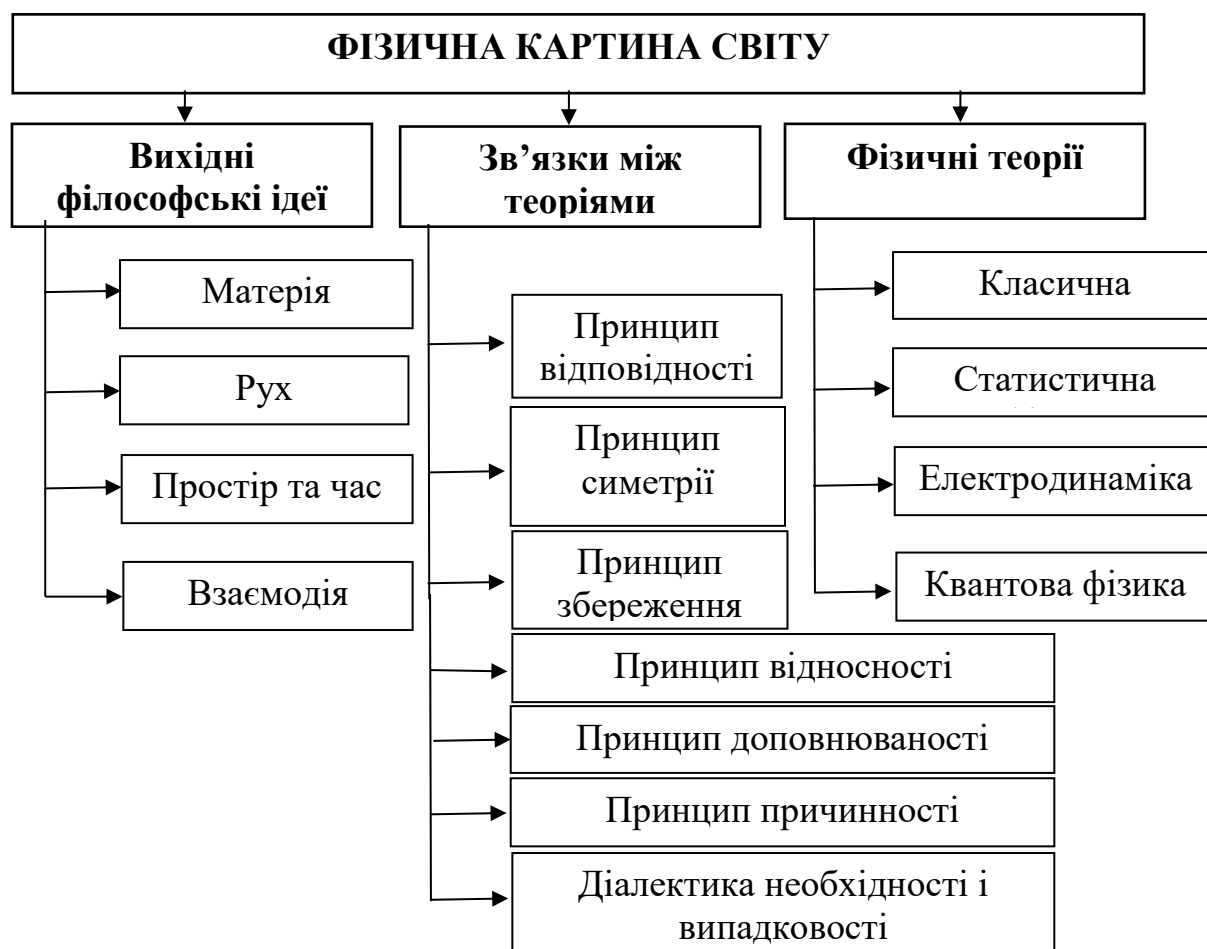 ФІЗИЧНА КАРТИНА СВІТУ
Вихідні
філософські ідеї
Матерія
Рух
Простір та час
Взаємодія
Зв’язки між
теоріями
Принцип
відповідності
Принцип
симетрії
Принцип
збереження
Принцип відносності
Принцип доповнюваності
Принцип причинності
Діалектика необхідності і
випадковості
Фізичні теорії
Класична
Статистична
Електродинаміка
Квантова фізика